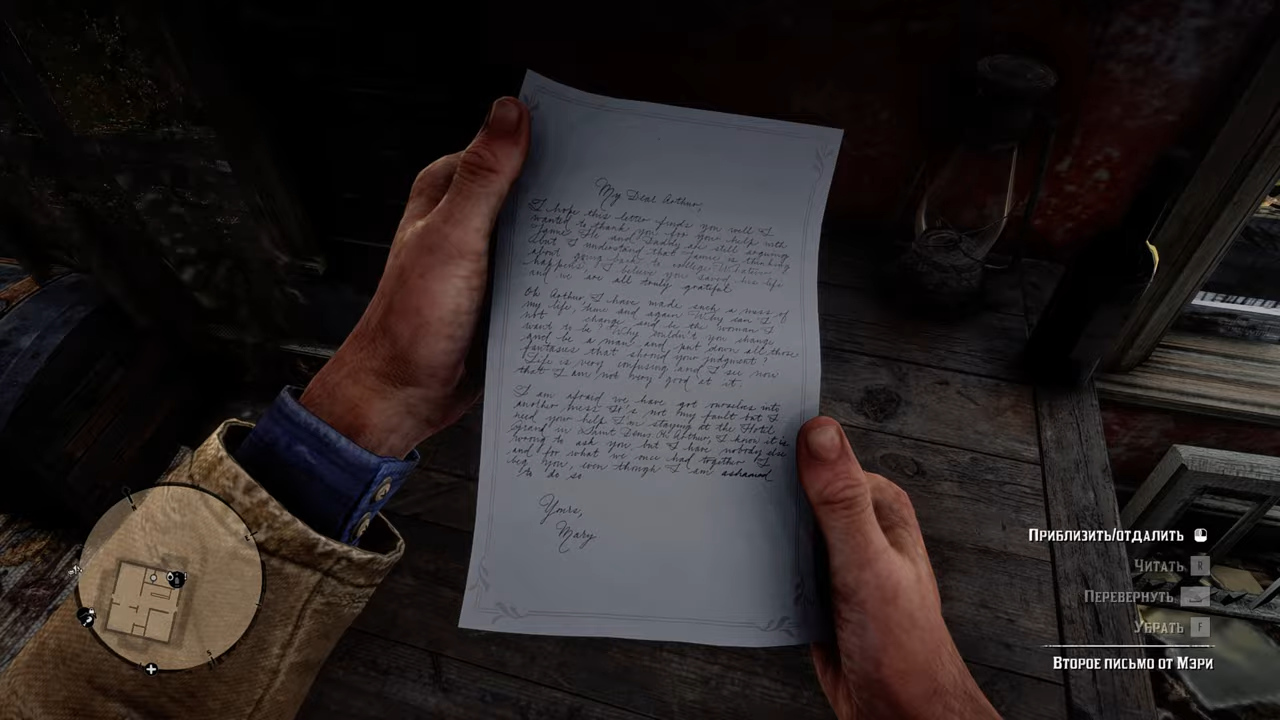 My Dear Arthur,
I hope this letter finds you well I
wanted to thank you for your help with
Jamie. He and Daddy are still arguing
about I understand that Jamie is thinking
about going back to college. Whatever
happens, I believe you saved his life
and we are all truly grateful.
Oh Arthur, I have made such a mess of
my life, time and again. Why can I
not change and be the woman I
want to be? Why couldn't you change
and be a man and put down all those
fantasies that skewed your judgment?
Life is very confusing and I see now
that I am not very good at it.
I am afraid we have got ourselves into
another mess. It's not my fault but I
need your help. I'm staying at the Hotel
Grand in Saint Denis. Oh Arthur, I know it is
wrong to ask you, but I have nobody else
and for what we once had together I
beg you, even though I am ashamed
to do so
Yours,
Mary
Приблизить/отдалить
Читать R
Перевернуть
Убрать F
Второе письмо от Мэри